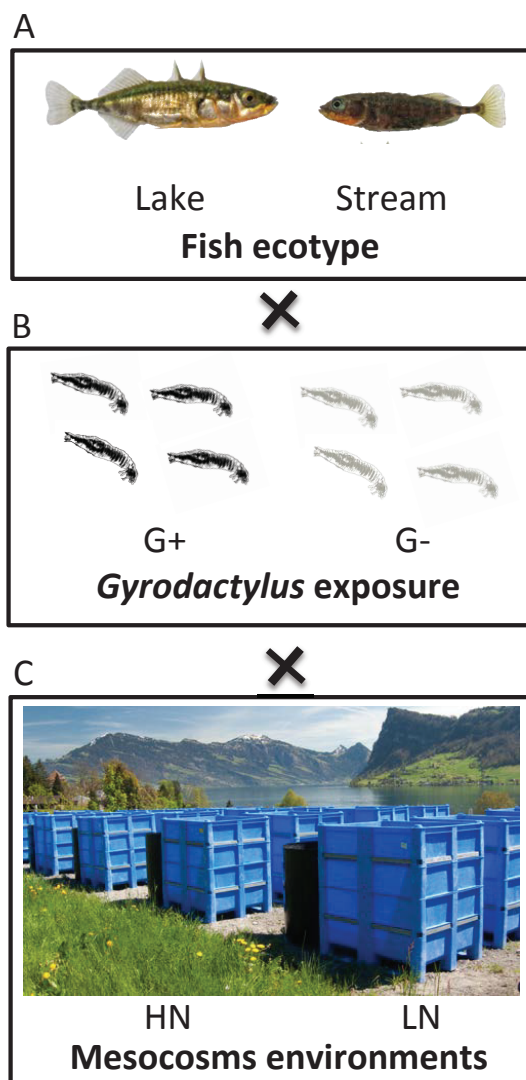 A
Lake Stream
Fish ecotype
B
G+ G-
Gyrodactylus exposure
C
HN LN
Mesocosms environments